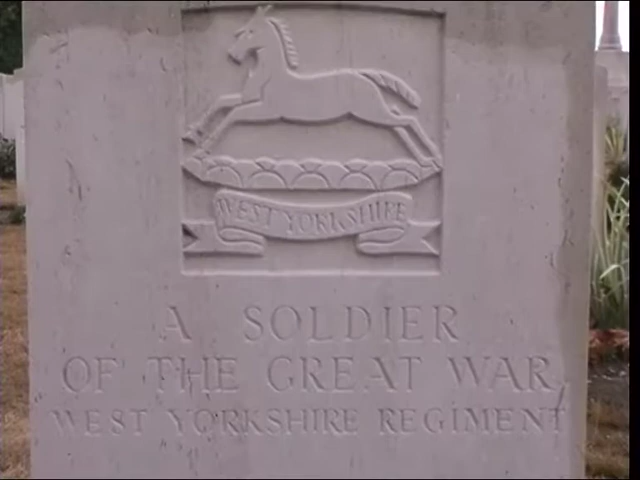 WEST YORKSHIRE
A SOLDIER
OF THE GREAT WAR
WEST YORKSHIRE REGIMENT